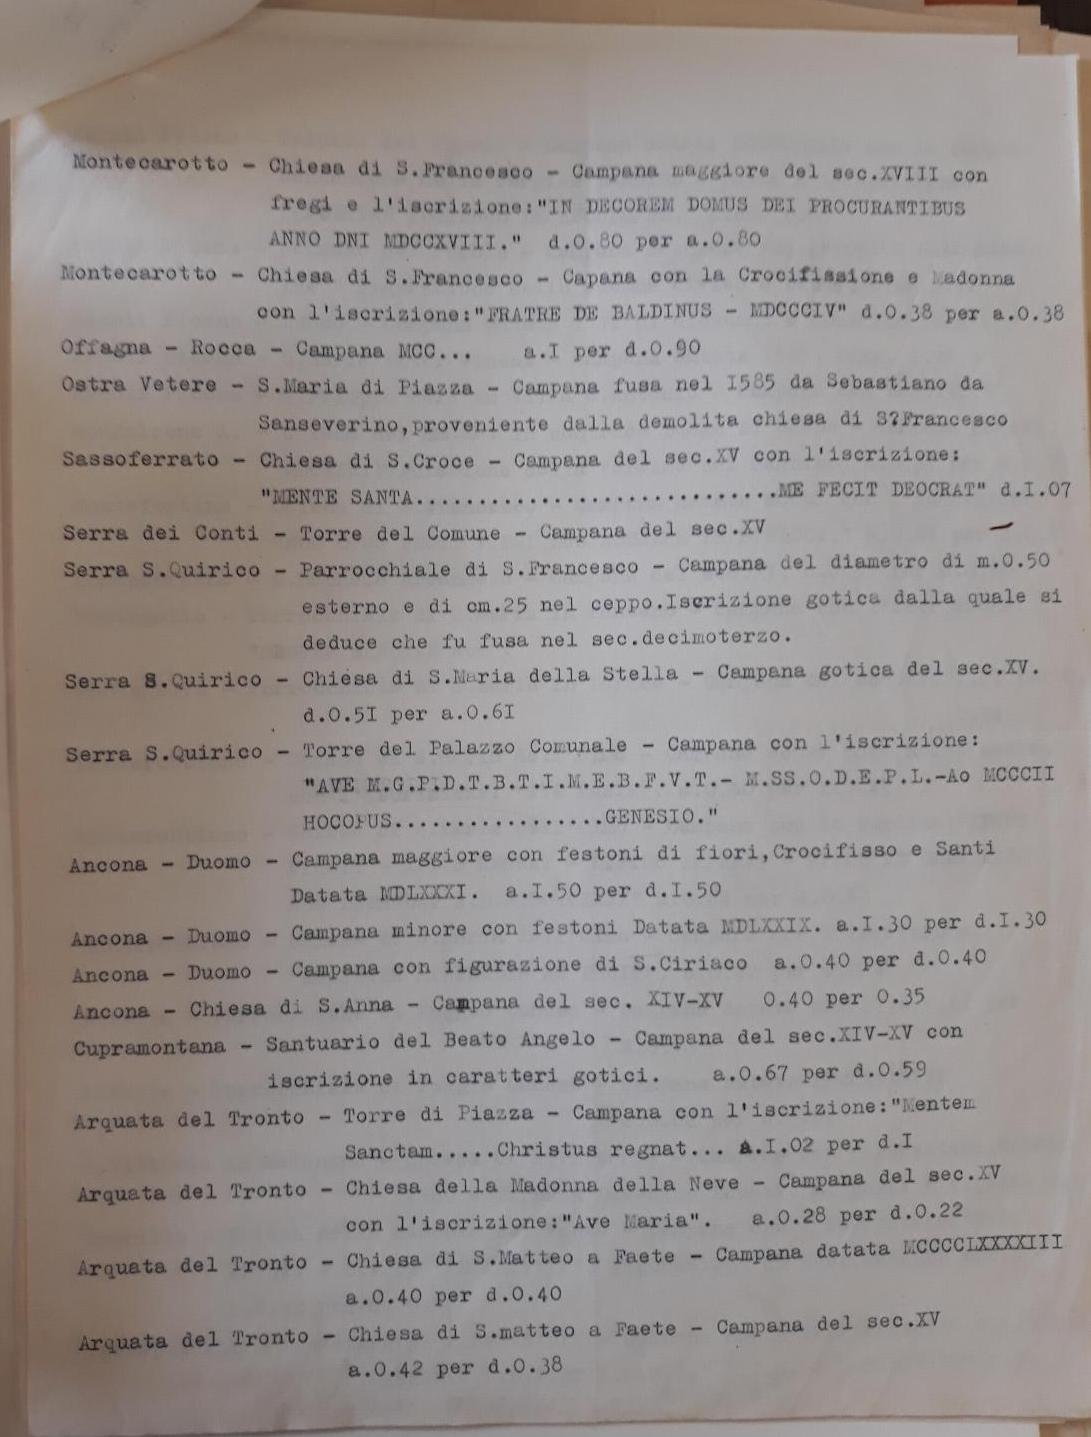 Montecarotto - Chiesa di S.Francesco - Campana maggiore del sec.XVIII con
fregi e l'iscrizione:"IN DECOREM DOMUS DEI PROCURANTIBUS
ANNO DNI MDCCXVIII." d.0.80 per a.0.80
Montecarotto - Chiesa di S.Francesco - Capana con la Crocifissione e Madonna
con l'iscrizione:"FRATRE DE BALDINUS - MDCCCIV" d.0.38 per a.0.38
Offagna - Rocca - Campana MCC... a.I per d.0.90
Ostra Vetere - S.Maria di Piazza - Campana fusa nel I585 da Sebastiano da
Sanseverino,proveniente dalla demolita chiesa di S?Francesco
Sassoferrato - Chiesa di S.Croce - Campana del sec.XV con l'iscrizione:
"MENTE SANTA.............................ME FECIT DEOCRAT" d.I.07
Serra dei Conti - Torre del Comune - Campana del sec.XV
Serra S.Quirico - Parrocchiale di S.Francesco - Campana del diametro di m.0.50
esterno e di cm.25 nel ceppo.Iscrizione gotica dalla quale si
deduce che fu fusa nel sec.decimoterzo.
Serra S.Quirico - Chiesa di S.Maria della Stella - Campana gotica del sec.XV.
d.0.5I per a.0.6I
Serra S.Quirico - Torre del Palazzo Comunale - Campana con l'iscrizione:
"AVE M.G.P.D.T.B.T.I.M.E.B.F.V.T.- M.SS.O.D.E.P.L.-Ao MCCCII
HOCOPUS.................GENESIO."
Ancona - Duomo - Campana maggiore con festoni di fiori,Crocifisso e Santi
Datata MDLXXXI. a.I.50 per d.I.50
Ancona - Duomo - Campana minore con festoni Datata MDLXXIX. a.I.30 per d.I.30
Ancona - Duomo - Campana con figurazione di S.Ciriaco a.0.40 per d.0.40
Ancona - Chiesa di S.Anna - Campana del sec. XIV-XV 0.40 per 0.35
Cupramontana - Santuario del Beato Angelo - Campana del sec.XIV-XV con
iscrizione in caratteri gotici. a.0.67 per d.0.59
Arquata del Tronto - Torre di Piazza - Campana con l'iscrizione:"Mentem
Sanctam.....Christus regnat... a.I.02 per d.I
Arquata del Tronto - Chiesa della Madonna della Neve - Campana del sec.XV
con l'iscrizione:"Ave Maria". a.0.28 per d.0.22
Arquata del Tronto - Chiesa di S.Matteo a Faete - Campana datata MCCCCLXXXXIII
a.0.40 per d.0.40
Arquata del Tronto - Chiesa di S.matteo a Faete - Campana del sec.XV
a.0.42 per d.0.38